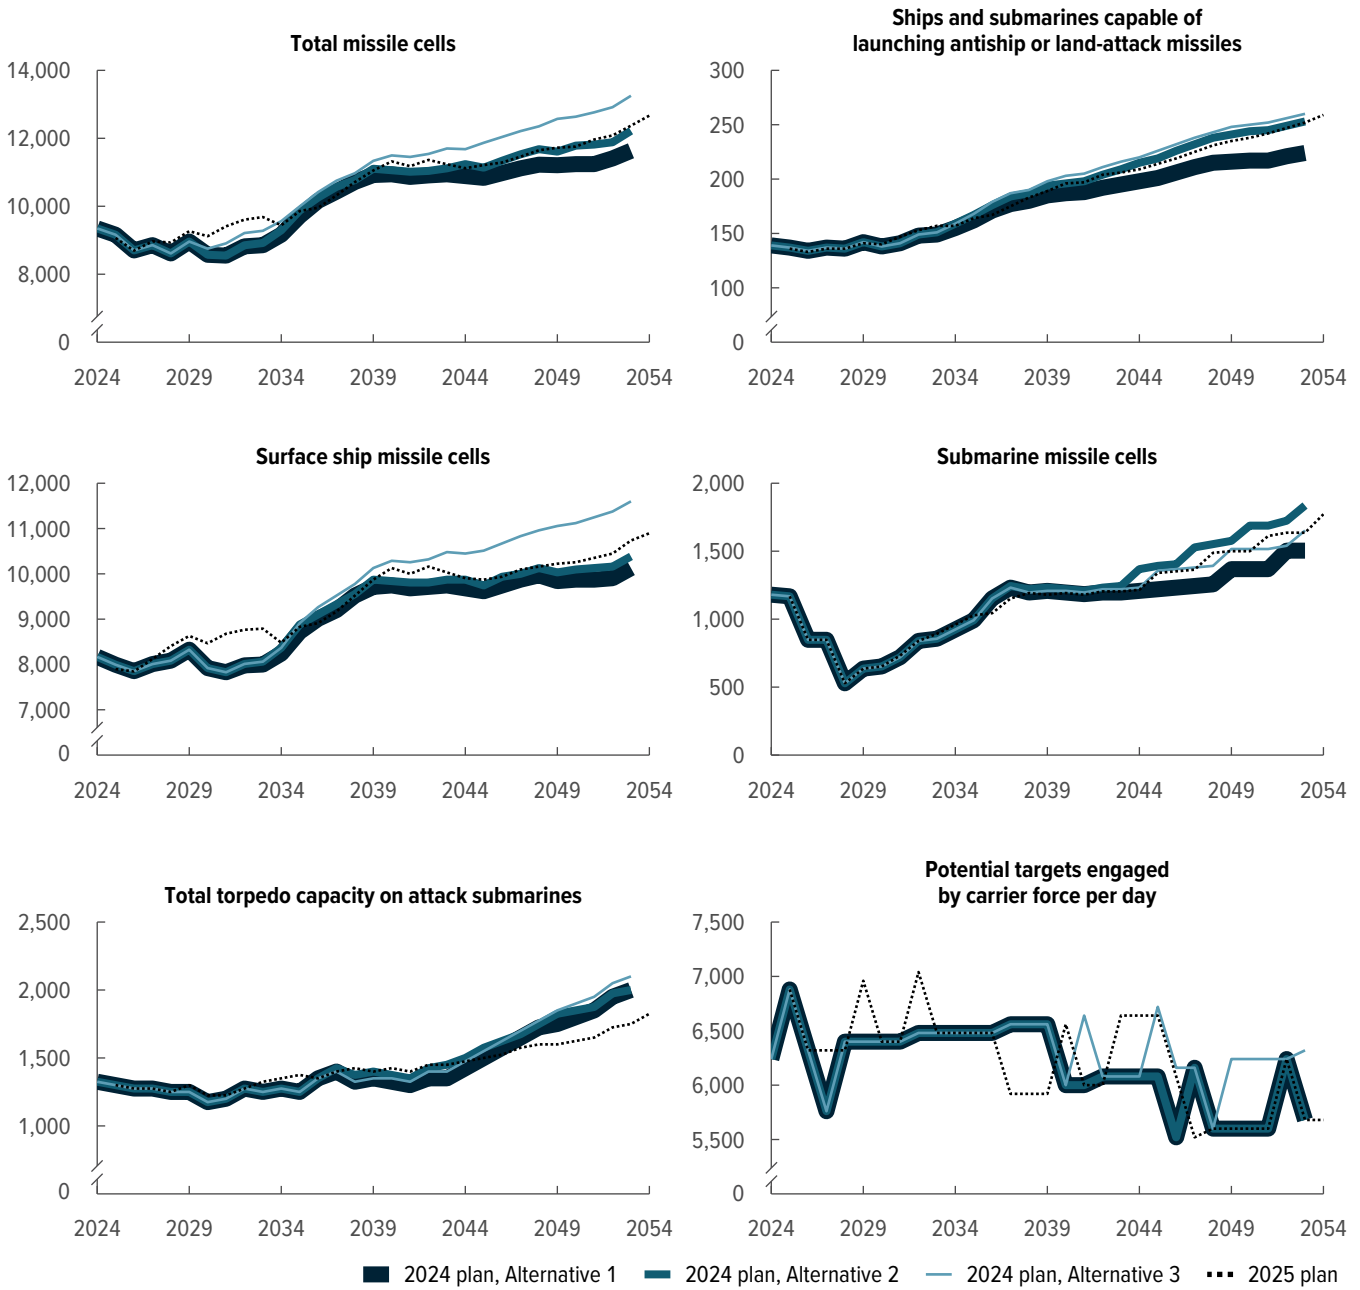 Total missile cells
14,000
12,000
10,000
8,000
0
2024 2029 2034 2039 2044 2049 2054
Ships and submarines capable of
launching antiship or land-attack missiles
300
250
200
150
100
0
2024 2029 2034 2039 2044 2049 2054
Surface ship missile cells
12,000
11,000
10,000
9,000
8,000
7,000
0
2024 2029 2034 2039 2044 2049 2054
Submarine missile cells
2,000
1,500
1,000
500
0
2024 2029 2034 2039 2044 2049 2054
Total torpedo capacity on attack submarines
2,500
2,000
1,500
1,000
0
2024 2029 2034 2039 2044 2049 2054
Potential targets engaged
by carrier force per day
7,500
7,000
6,500
6,000
5,500
0
2024 2029 2034 2039 2044 2049 2054
2024 plan, Alternative 1 2024 plan, Alternative 2 2024 plan, Alternative 3 2025 plan